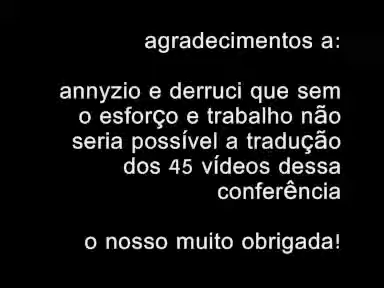 agradecimentos a:
annyzio e derruci que sem
o esforço e trabalho não
seria possível a tradução
dos 45 vídeos dessa
conferência
o nosso muito obrigada!